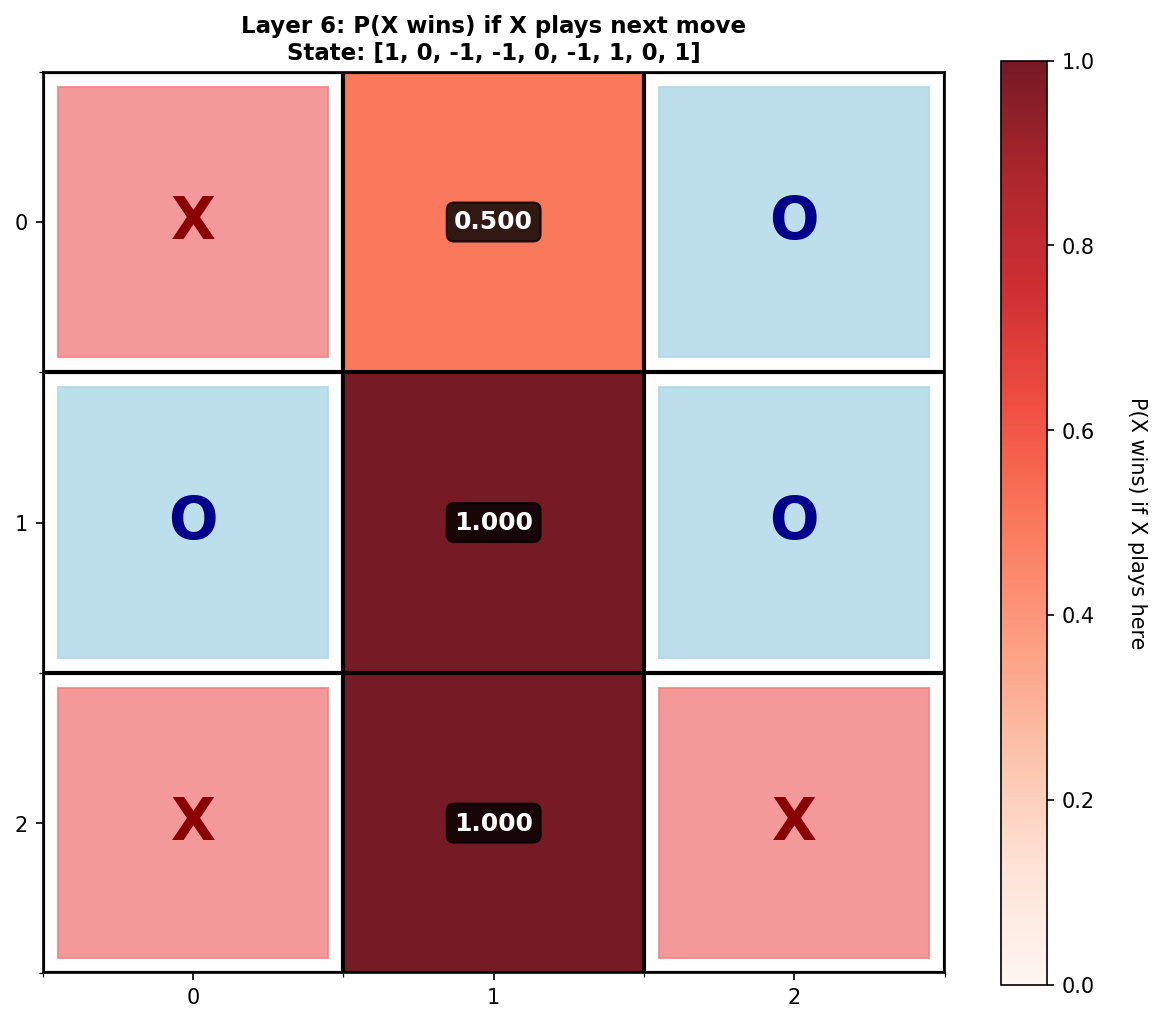 Layer 6: P(X wins) if X plays next move
State: [1, 0, -1, -1, 0, -1, 1, 0, 1]
X
0.500
O
O
1.000
O
X
1.000
X
0
1
2
0
1
2
1.0
0.8
0.6
0.4
0.2
0.0
P(X wins) if X plays here